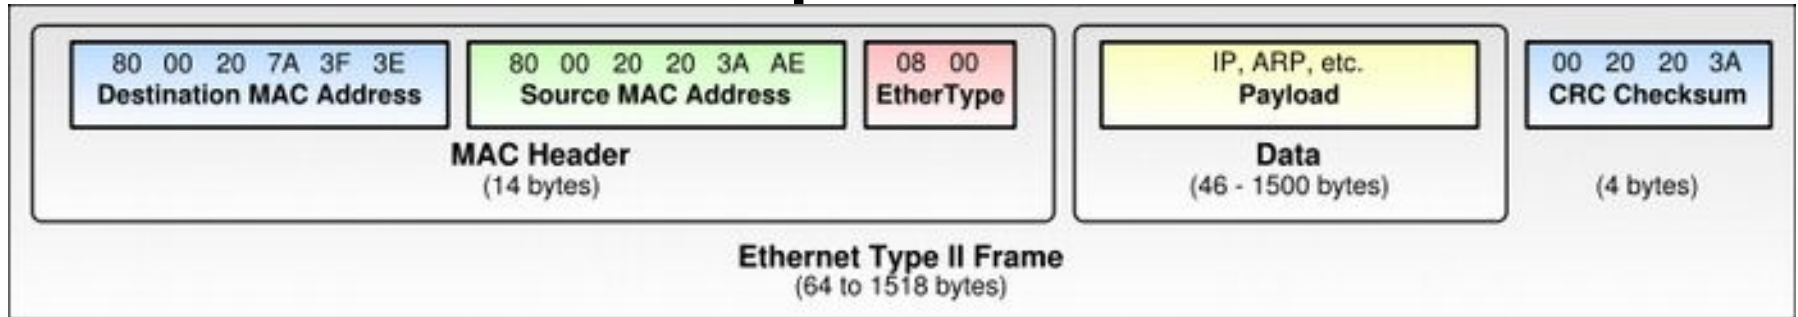 80 00 20 7A 3F 3E
Destination MAC Address
80 00 20 20 3A AE
Source MAC Address
08 00
EtherType
MAC Header
(14 bytes)
IP, ARP, etc.
Payload
Data
(46 - 1500 bytes)
00 20 20 3A
CRC Checksum
(4 bytes)
Ethernet Type II Frame
(64 to 1518 bytes)